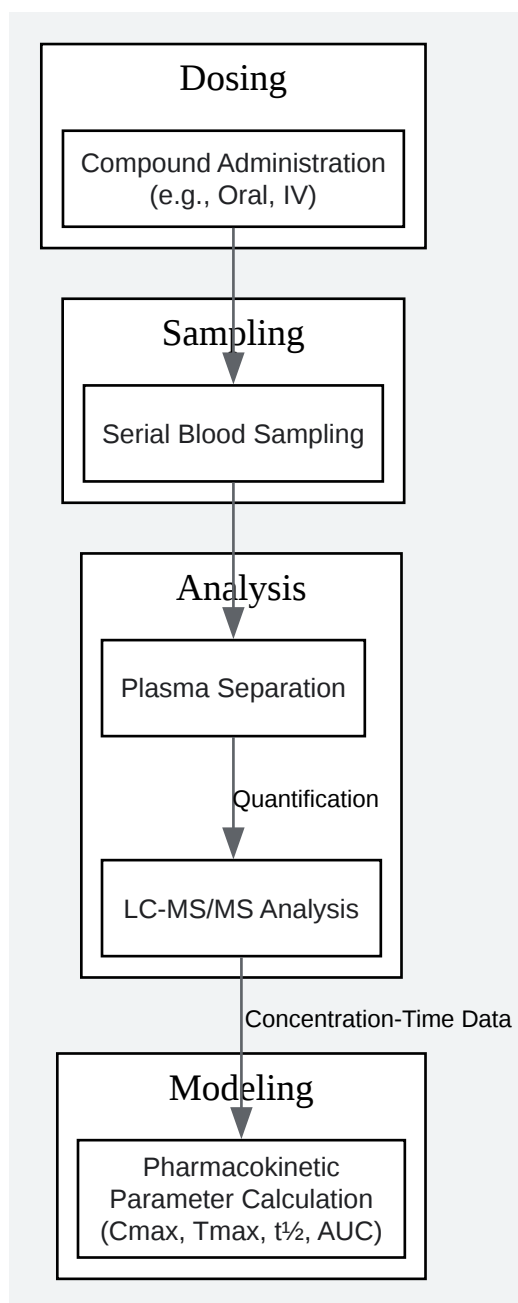 Dosing
Compound Administration
(e.g., Oral, IV)
Sampling
Serial Blood Sampling
Analysis
Plasma Separation
Quantification
LC-MS/MS Analysis
Concentration-Time Data
Modeling
Pharmacokinetic
Parameter Calculation
(Cmax, Tmax, t½, AUC)